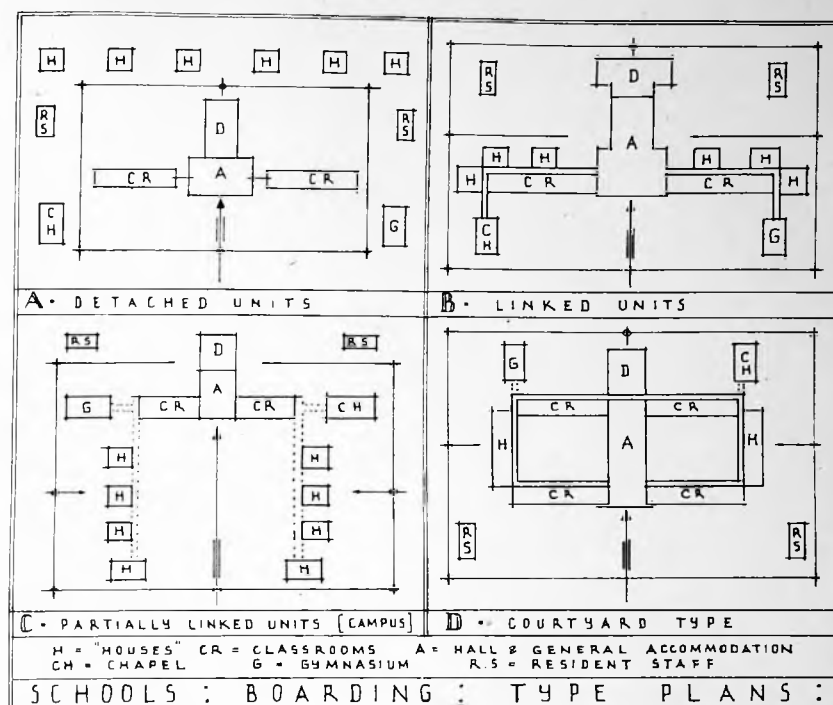 H H H H H H
RS D RS
CR A CR
CH G
A · DETACHED UNITS
RS D RS
A
H H H H
H CR CR H
CH G
B · LINKED UNITS
RS D RS
A
G CR CR CH
H H
H H
H H
H H
C · PARTIALLY LINKED UNITS [CAMPUS]
G D CH
CR CR
H A H
CR CR
RS RS
D · COURTYARD TYPE
H = "HOUSES" CR = CLASSROOMS A = HALL & GENERAL ACCOMMODATION
CH = CHAPEL G = GYMNASIUM R.S = RESIDENT STAFF
SCHOOLS : BOARDING : TYPE PLANS :